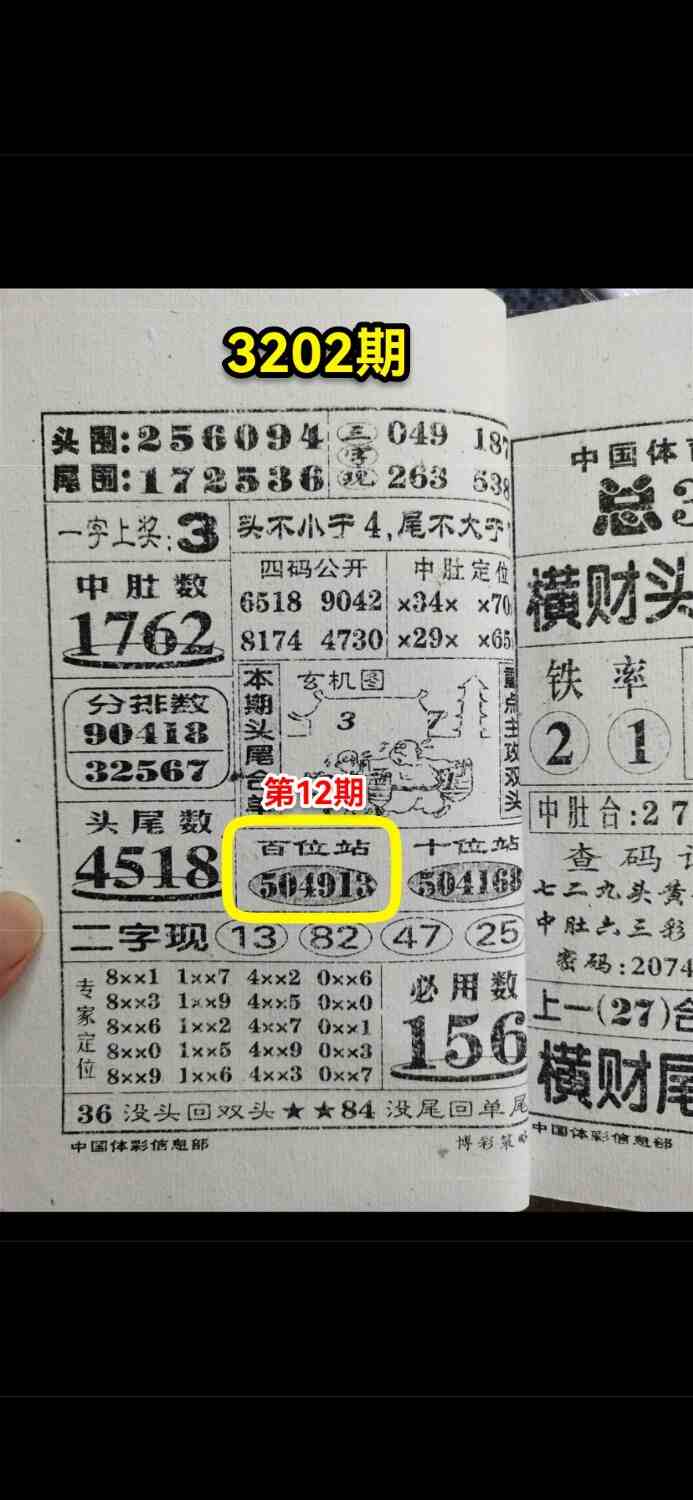 3202期
头围:256094
尾围:172536
三字现
049 187
263 538
一字上奖:3
头不小于4,尾不大于
中肚数
1762
四码公开
6518 9042
8174 4730
中肚定位
×34× ×70
×29× ×65
分排数
90418
32567
本期头尾合
玄机图
3 7
重点主攻双头
第12期
头尾数
4518
百位站
504913
十位站
504168
二字现 13 82 47 25
专家定位
8××1 1××7 4××2 0××6
8××3 1××9 4××5 0××0
8××6 1××2 4××7 0××1
8××0 1××5 4××9 0××3
8××9 1××6 4××3 0××7
必用数
156
36没头回双头★★84没尾回单尾
中国体彩信息部
博彩策略
中国体育
总3
横财头
铁率
2 1
中肚合:27
查码
七二九头黄
中肚六三彩
密码:2074
上一(27)合
横财尾
中国体彩信息部